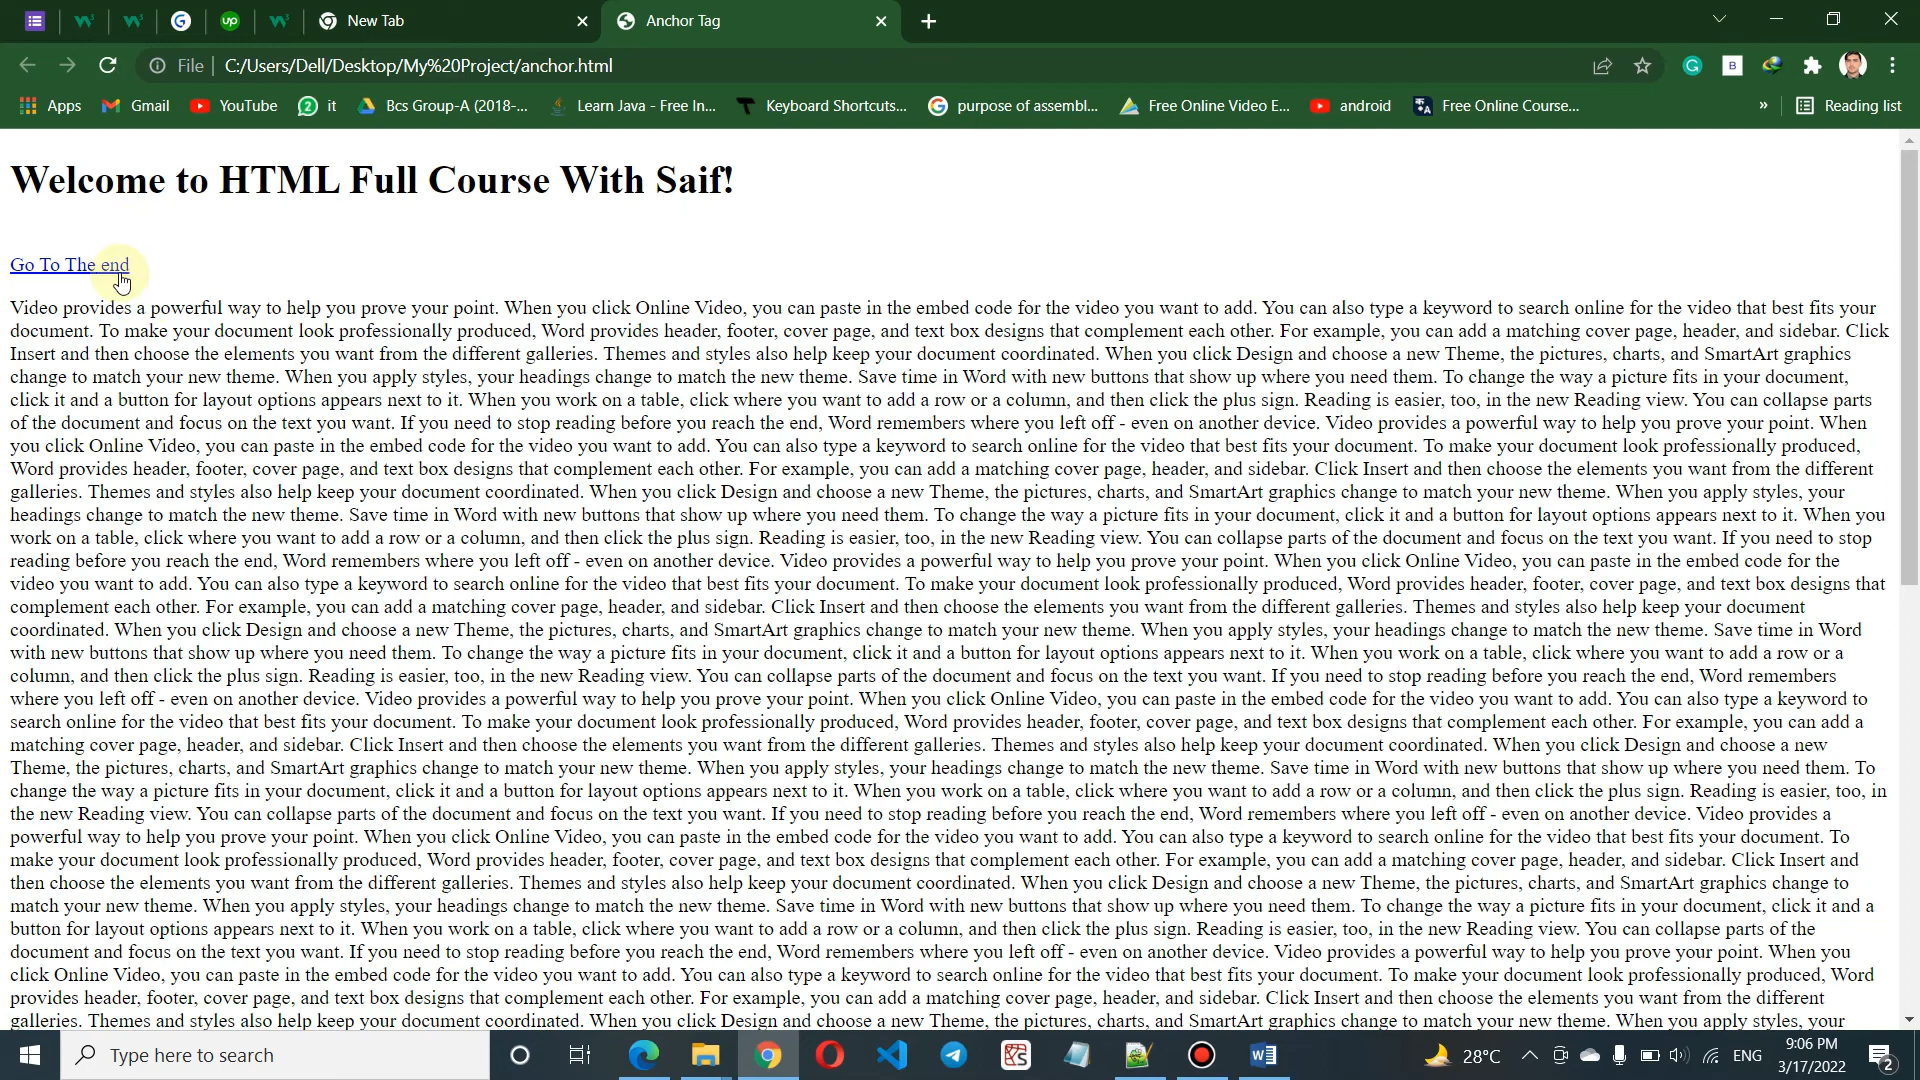 New Tab
Anchor Tag
File
C:/Users/Dell/Desktop/My%20Project/anchor.html
Apps
Gmail
YouTube
it
Bcs Group-A (2018-...
Learn Java - Free In...
Keyboard Shortcuts...
purpose of assembl...
Free Online Video E...
android
Free Online Course...
»
Reading list
Welcome to HTML Full Course With Saif!
Go To The end
Video provides a powerful way to help you prove your point. When you click Online Video, you can paste in the embed code for the video you want to add. You can also type a keyword to search online for the video that best fits your
document. To make your document look professionally produced, Word provides header, footer, cover page, and text box designs that complement each other. For example, you can add a matching cover page, header, and sidebar. Click
Insert and then choose the elements you want from the different galleries. Themes and styles also help keep your document coordinated. When you click Design and choose a new Theme, the pictures, charts, and SmartArt graphics
change to match your new theme. When you apply styles, your headings change to match the new theme. Save time in Word with new buttons that show up where you need them. To change the way a picture fits in your document,
click it and a button for layout options appears next to it. When you work on a table, click where you want to add a row or a column, and then click the plus sign. Reading is easier, too, in the new Reading view. You can collapse parts
of the document and focus on the text you want. If you need to stop reading before you reach the end, Word remembers where you left off - even on another device. Video provides a powerful way to help you prove your point. When
you click Online Video, you can paste in the embed code for the video you want to add. You can also type a keyword to search online for the video that best fits your document. To make your document look professionally produced,
Word provides header, footer, cover page, and text box designs that complement each other. For example, you can add a matching cover page, header, and sidebar. Click Insert and then choose the elements you want from the different
galleries. Themes and styles also help keep your document coordinated. When you click Design and choose a new Theme, the pictures, charts, and SmartArt graphics change to match your new theme. When you apply styles, your
headings change to match the new theme. Save time in Word with new buttons that show up where you need them. To change the way a picture fits in your document, click it and a button for layout options appears next to it. When you
work on a table, click where you want to add a row or a column, and then click the plus sign. Reading is easier, too, in the new Reading view. You can collapse parts of the document and focus on the text you want. If you need to stop
reading before you reach the end, Word remembers where you left off - even on another device. Video provides a powerful way to help you prove your point. When you click Online Video, you can paste in the embed code for the
video you want to add. You can also type a keyword to search online for the video that best fits your document. To make your document look professionally produced, Word provides header, footer, cover page, and text box designs that
complement each other. For example, you can add a matching cover page, header, and sidebar. Click Insert and then choose the elements you want from the different galleries. Themes and styles also help keep your document
coordinated. When you click Design and choose a new Theme, the pictures, charts, and SmartArt graphics change to match your new theme. When you apply styles, your headings change to match the new theme. Save time in Word
with new buttons that show up where you need them. To change the way a picture fits in your document, click it and a button for layout options appears next to it. When you work on a table, click where you want to add a row or a
column, and then click the plus sign. Reading is easier, too, in the new Reading view. You can collapse parts of the document and focus on the text you want. If you need to stop reading before you reach the end, Word remembers
where you left off - even on another device. Video provides a powerful way to help you prove your point. When you click Online Video, you can paste in the embed code for the video you want to add. You can also type a keyword to
search online for the video that best fits your document. To make your document look professionally produced, Word provides header, footer, cover page, and text box designs that complement each other. For example, you can add a
matching cover page, header, and sidebar. Click Insert and then choose the elements you want from the different galleries. Themes and styles also help keep your document coordinated. When you click Design and choose a new
Theme, the pictures, charts, and SmartArt graphics change to match your new theme. When you apply styles, your headings change to match the new theme. Save time in Word with new buttons that show up where you need them. To
change the way a picture fits in your document, click it and a button for layout options appears next to it. When you work on a table, click where you want to add a row or a column, and then click the plus sign. Reading is easier, too, in
the new Reading view. You can collapse parts of the document and focus on the text you want. If you need to stop reading before you reach the end, Word remembers where you left off - even on another device. Video provides a
powerful way to help you prove your point. When you click Online Video, you can paste in the embed code for the video you want to add. You can also type a keyword to search online for the video that best fits your document. To
make your document look professionally produced, Word provides header, footer, cover page, and text box designs that complement each other. For example, you can add a matching cover page, header, and sidebar. Click Insert and
then choose the elements you want from the different galleries. Themes and styles also help keep your document coordinated. When you click Design and choose a new Theme, the pictures, charts, and SmartArt graphics change to
match your new theme. When you apply styles, your headings change to match the new theme. Save time in Word with new buttons that show up where you need them. To change the way a picture fits in your document, click it and a
button for layout options appears next to it. When you work on a table, click where you want to add a row or a column, and then click the plus sign. Reading is easier, too, in the new Reading view. You can collapse parts of the
document and focus on the text you want. If you need to stop reading before you reach the end, Word remembers where you left off - even on another device. Video provides a powerful way to help you prove your point. When you
click Online Video, you can paste in the embed code for the video you want to add. You can also type a keyword to search online for the video that best fits your document. To make your document look professionally produced, Word
provides header, footer, cover page, and text box designs that complement each other. For example, you can add a matching cover page, header, and sidebar. Click Insert and then choose the elements you want from the different
galleries. Themes and styles also help keep your document coordinated. When you click Design and choose a new Theme, the pictures, charts, and SmartArt graphics change to match your new theme. When you apply styles, your
Type here to search
28°C
ENG
9:06 PM
3/17/2022
2